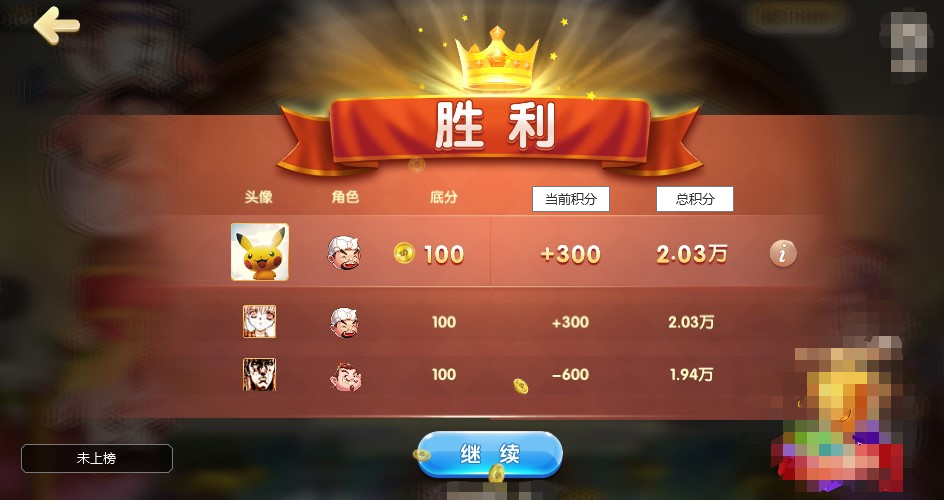 胜利
头像 角色 底分 当前积分 总积分
100 +300 2.03万
100 +300 2.03万
100 -600 1.94万
继续
未上榜